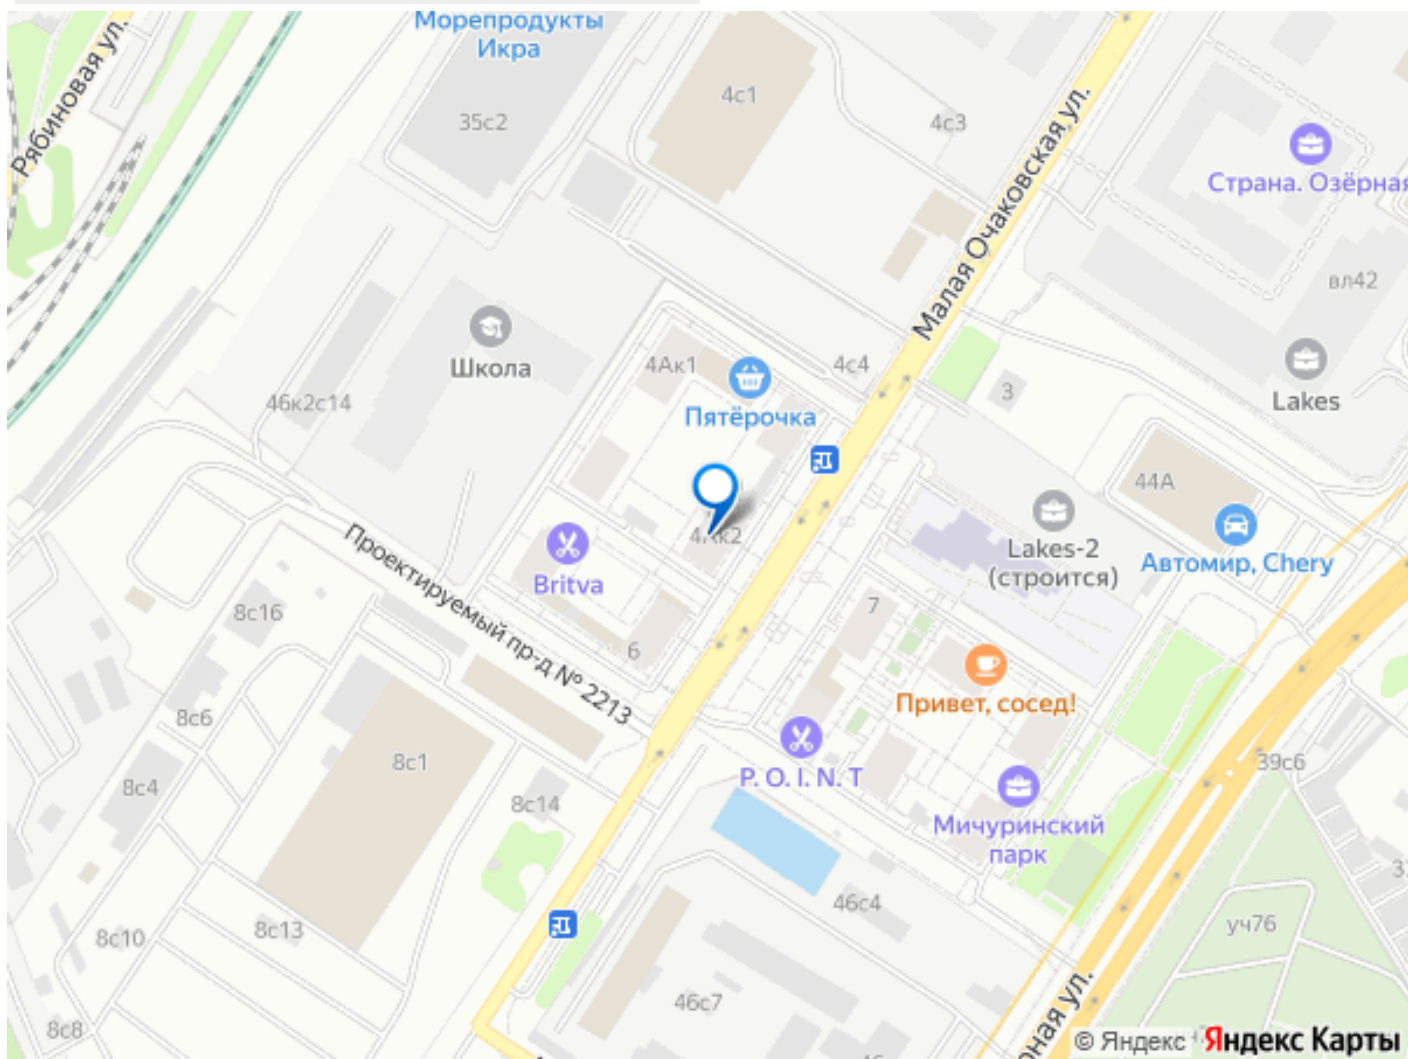 Морепродукты
Икра
Рябиновая ул.
35с2
4с1
4с3
Малая Очаковская ул.
Страна. Озёрная
вл42
Школа
4Ак1
Пятёрочка
4с4
3
Lakes
46к2с14
44А
Lakes-2
(строится)
Автомир, Chery
4Ак2
Britva
Проектируемый пр-д № 2213
8с16
6
7
Привет, сосед!
8с6
8с4
8с1
8с14
P. O. I. N. T
39с6
Мичуринский
парк
46с4
8с10
8с13
уч76
46с7
8с8
рная ул.
© Яндекс Яндекс Карты